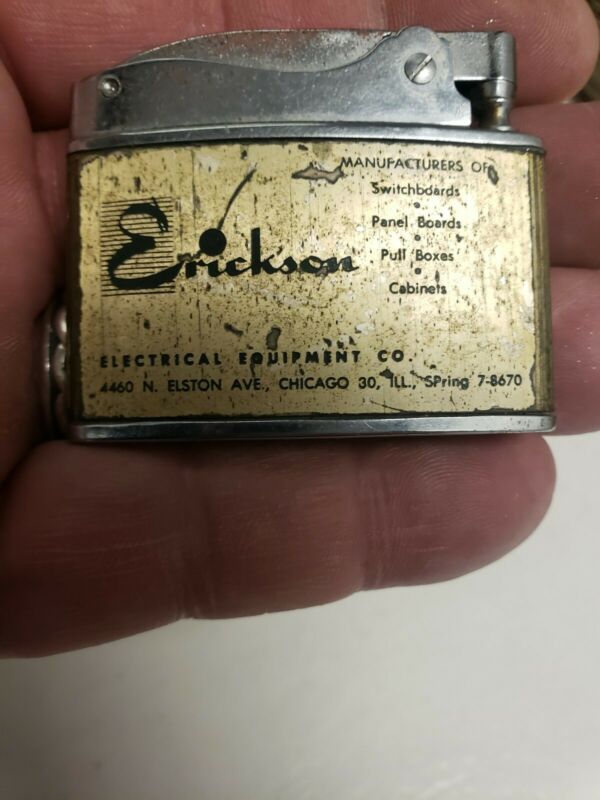 MANUFACTURERS OF
Switchboards
Panel Boards
Pull Boxes
Cabinets
Erickson
ELECTRICAL EQUIPMENT CO.
4460 N. ELSTON AVE., CHICAGO 30, ILL., SPring 7-8670